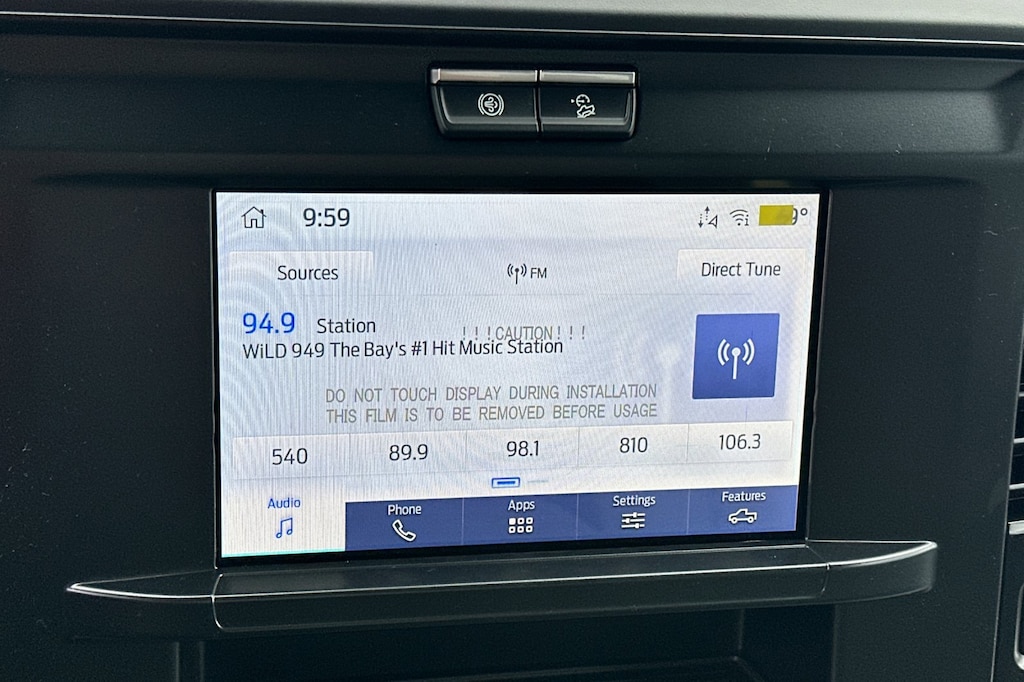 9:59
9°
Sources
FM
Direct Tune
94.9 Station
!!!CAUTION!!!
WiLD 949 The Bay's #1 Hit Music Station
DO NOT TOUCH DISPLAY DURING INSTALLATION
THIS FILM IS TO BE REMOVED BEFORE USAGE
540 89.9 98.1 810 106.3
Audio Phone Apps Settings Features